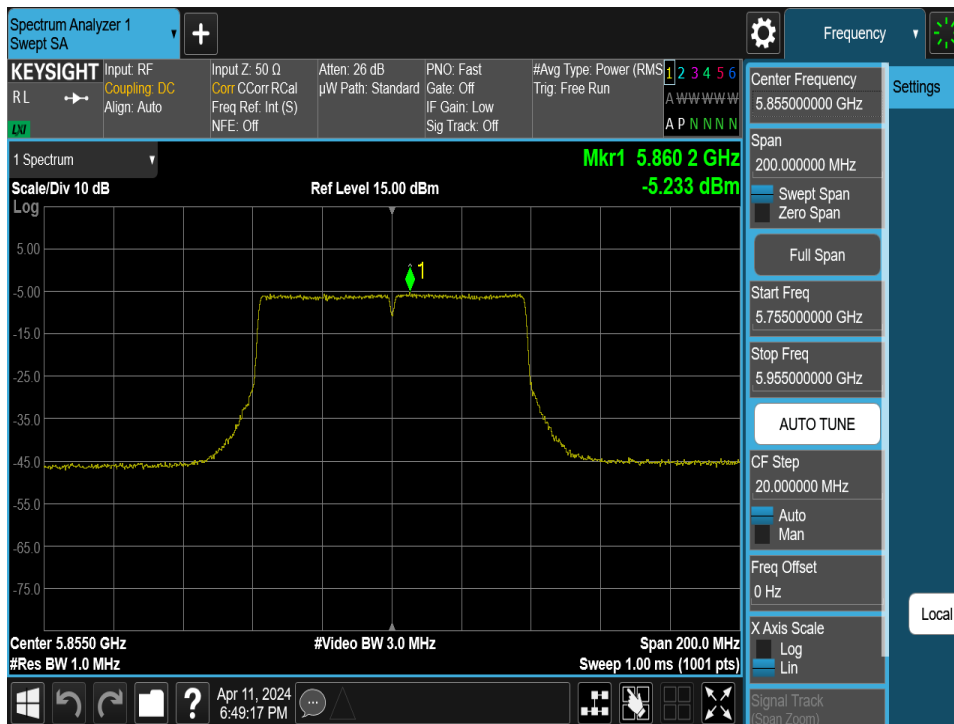 Spectrum Analyzer 1
Swept SA
+
Frequency
KEYSIGHT
RL
LXI
Input: RF
Coupling: DC
Align: Auto
Input Z: 50 Ω
Corr CCorr RCal
Freq Ref: Int (S)
NFE: Off
Atten: 26 dB
µW Path: Standard
PNO: Fast
Gate: Off
IF Gain: Low
Sig Track: Off
#Avg Type: Power (RMS
Trig: Free Run
1 2 3 4 5 6
A W W W W W
A P N N N N
1 Spectrum
Mkr1 5.860 2 GHz
-5.233 dBm
Scale/Div 10 dB
Ref Level 15.00 dBm
Log
5.00
-5.00
-15.0
-25.0
-35.0
-45.0
-55.0
-65.0
-75.0
1
Center 5.8550 GHz
#Video BW 3.0 MHz
Span 200.0 MHz
#Res BW 1.0 MHz
Sweep 1.00 ms (1001 pts)
?
Apr 11, 2024
6:49:17 PM
Center Frequency
5.855000000 GHz
Span
200.000000 MHz
Swept Span
Zero Span
Full Span
Start Freq
5.755000000 GHz
Stop Freq
5.955000000 GHz
AUTO TUNE
CF Step
20.000000 MHz
Auto
Man
Freq Offset
0 Hz
X Axis Scale
Log
Lin
Signal Track
(Span Zoom)
Settings
Local